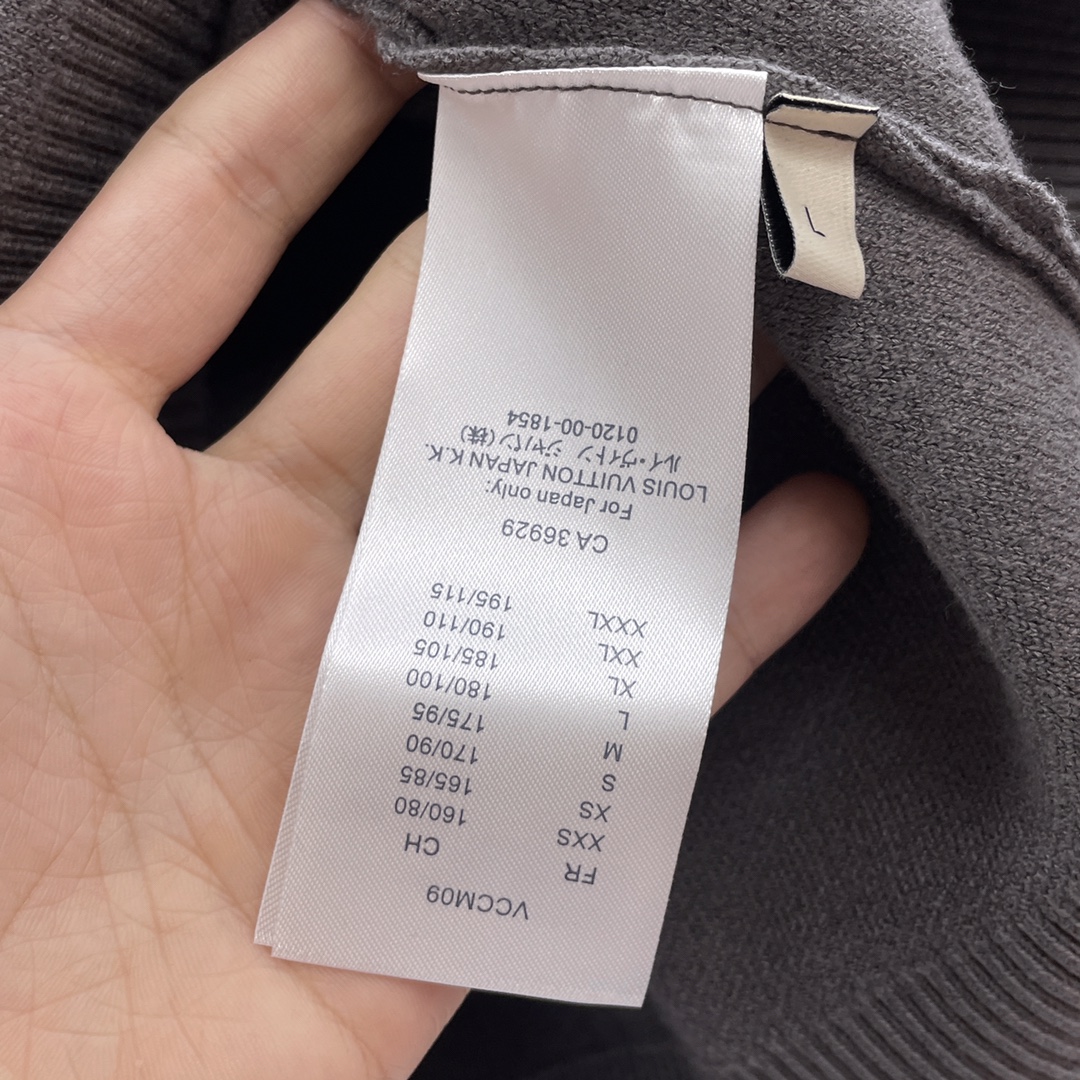 VCCM09
FR CH
XXS 160/80
XS 165/85
S 170/90
M 175/95
L 180/100
XL 185/105
XXL 190/110
XXXL 195/115
CA 36929
For Japan only:
LOUIS VUITTON JAPAN K.K.
ルイ・ヴィトン ジャパン(株)
0120-00-1854
L